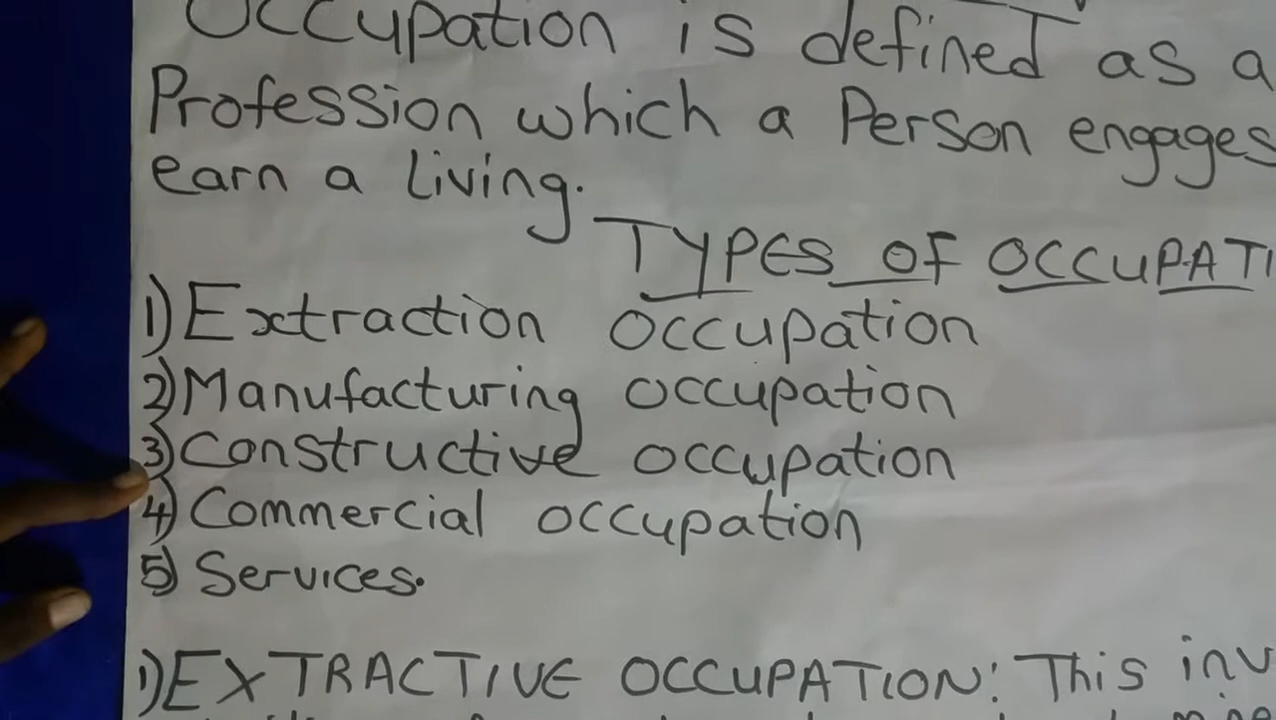 Occupation is defined as a
Profession which a Person engages
earn a living.
TYPES OF OCCUPATI
1) Extraction occupation
2) Manufacturing occupation
3) Constructive occupation
4) Commercial occupation
5) Services.
1) EXTRACTIVE OCCUPATION: This inv